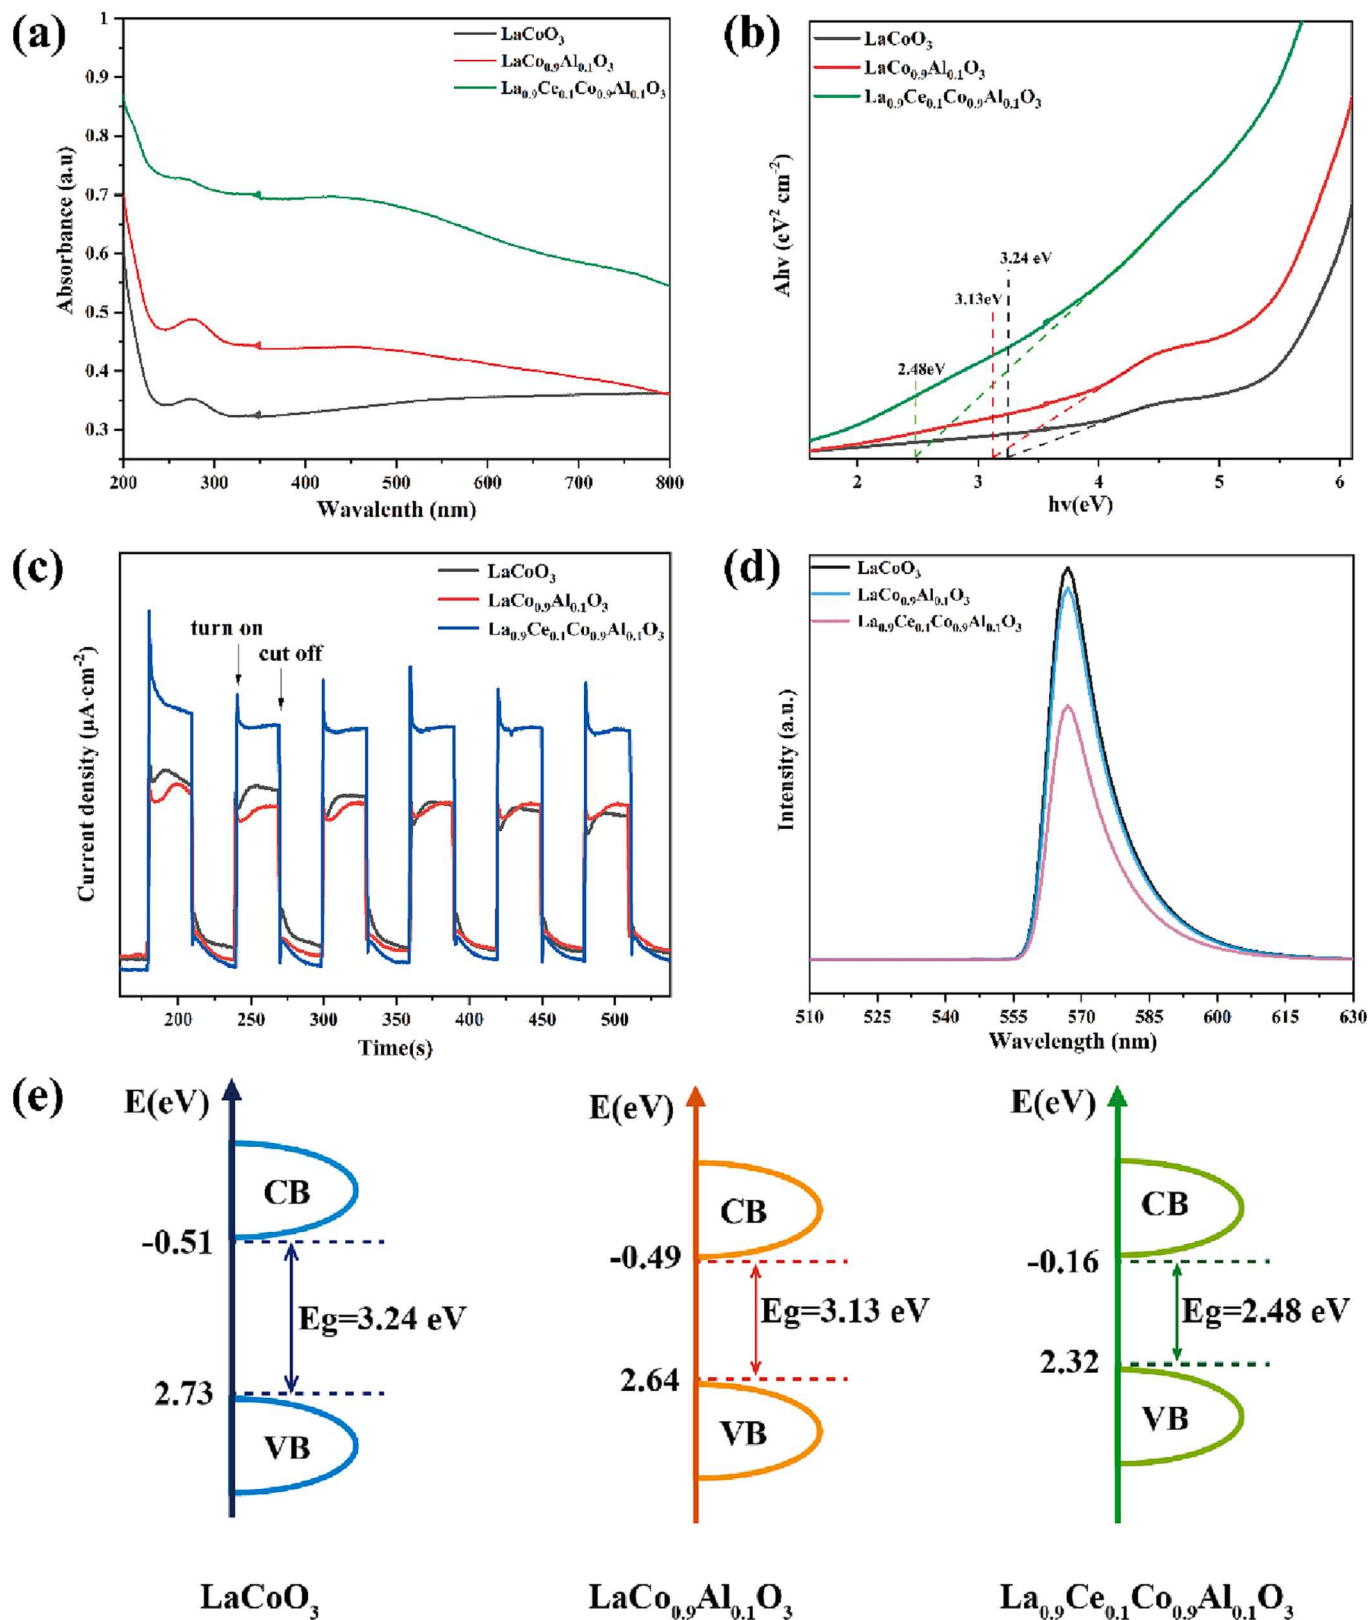 (a)
LaCoO₃
LaCo₀.₉Al₀.₁O₃
La₀.₉Ce₀.₁Co₀.₉Al₀.₁O₃
Absorbance (a.u)
1
0.9
0.8
0.7
0.6
0.5
0.4
0.3
200 300 400 500 600 700 800
Wavalenth (nm)
(b)
LaCoO₃
LaCo₀.₉Al₀.₁O₃
La₀.₉Ce₀.₁Co₀.₉Al₀.₁O₃
Ahv (eV² cm⁻²)
3.24 eV
3.13eV
2.48eV
2 3 4 5 6
hv(eV)
(c)
LaCoO₃
LaCo₀.₉Al₀.₁O₃
La₀.₉Ce₀.₁Co₀.₉Al₀.₁O₃
turn on
cut off
Current density (μA·cm⁻²)
200 250 300 350 400 450 500
Time(s)
(d)
LaCoO₃
LaCo₀.₉Al₀.₁O₃
La₀.₉Ce₀.₁Co₀.₉Al₀.₁O₃
Intensity (a.u.)
510 525 540 555 570 585 600 615 630
Wavelength (nm)
(e)
E(eV)
CB
-0.51
Eg=3.24 eV
2.73
VB
LaCoO₃
E(eV)
CB
-0.49
Eg=3.13 eV
2.64
VB
LaCo₀.₉Al₀.₁O₃
E(eV)
CB
-0.16
Eg=2.48 eV
2.32
VB
La₀.₉Ce₀.₁Co₀.₉Al₀.₁O₃